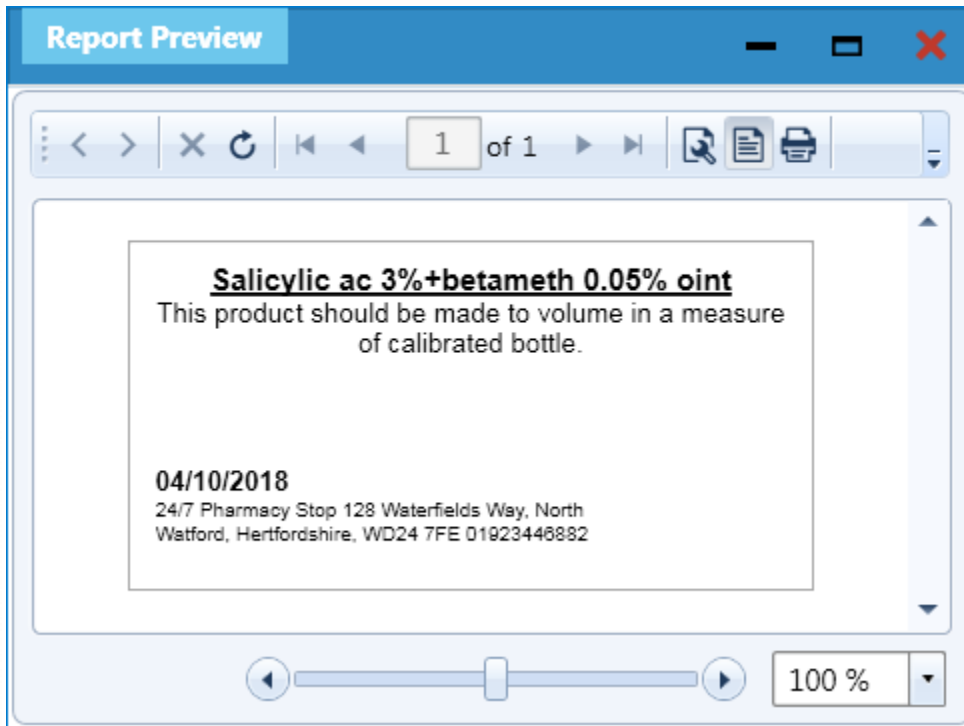 Report Preview
1 of 1
Salicylic ac 3%+betameth 0.05% oint
This product should be made to volume in a measure
of calibrated bottle.
04/10/2018
24/7 Pharmacy Stop 128 Waterfields Way, North
Watford, Hertfordshire, WD24 7FE 01923446882
100 %